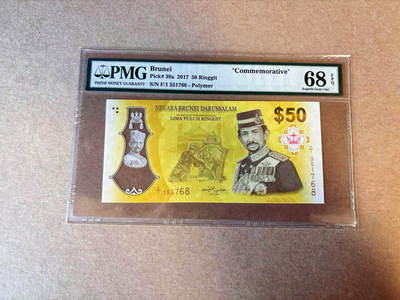 PMG
PAPER MONEY GUARANTY
Brunei
Pick# 39a 2017 50 Ringgit
S/N F/1 351768 - Polymer
"Commemorative"
68 EPQ
Superb Gem Unc
NEGARA BRUNEI DARUSSALAM
LIMA PULUH RINGGIT
$50